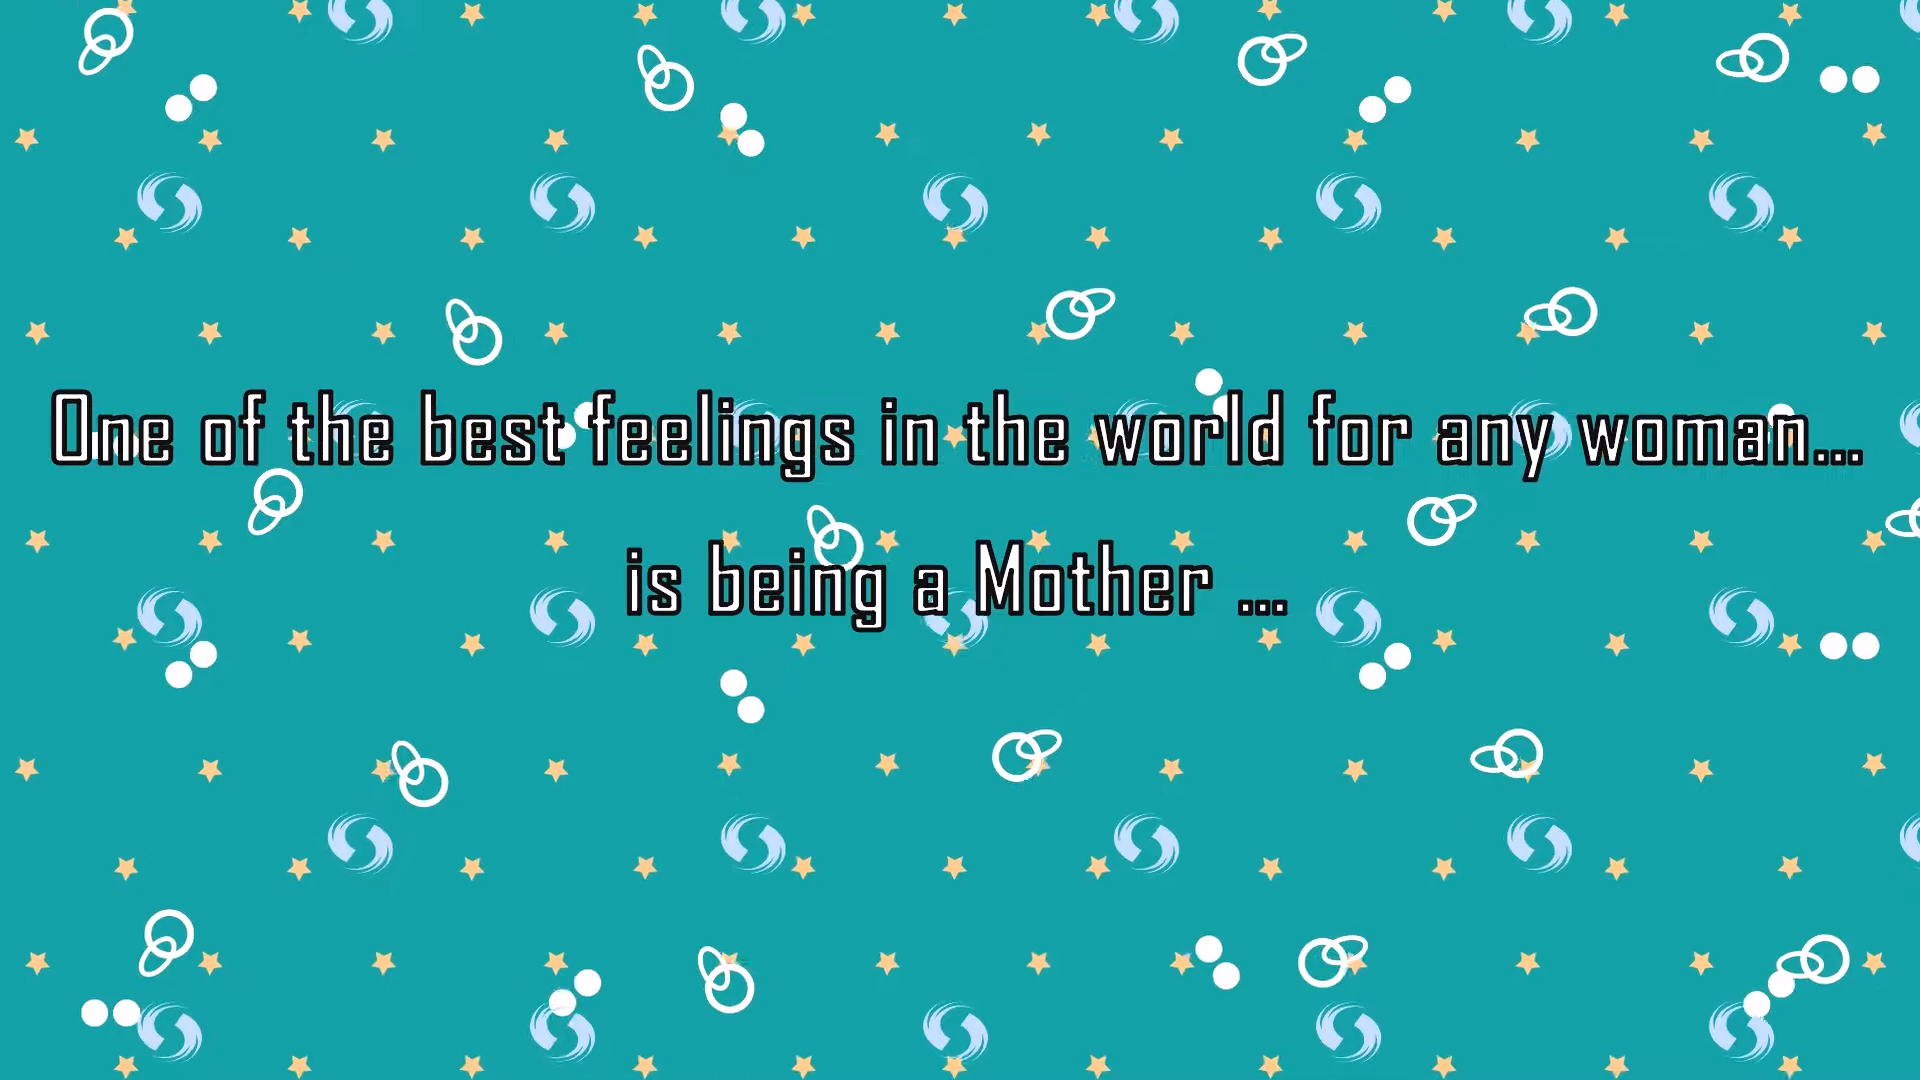 One of the best feelings in the world for any woman...
is being a Mother ...